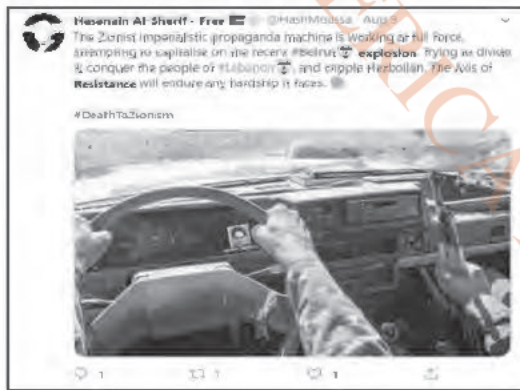 Hasenain Al-Sharif - Free @HashMoussa · Aug 9
The Zionist Imperialistic propaganda machine is working at full force,
attempting to capitalise on the recent #Beirut explosion. Trying to divide
& conquer the people of #Lebanon and cripple Hezbollah. The Axis of
Resistance will endure any hardship it faces.
#DeathToZionism
1
1
1